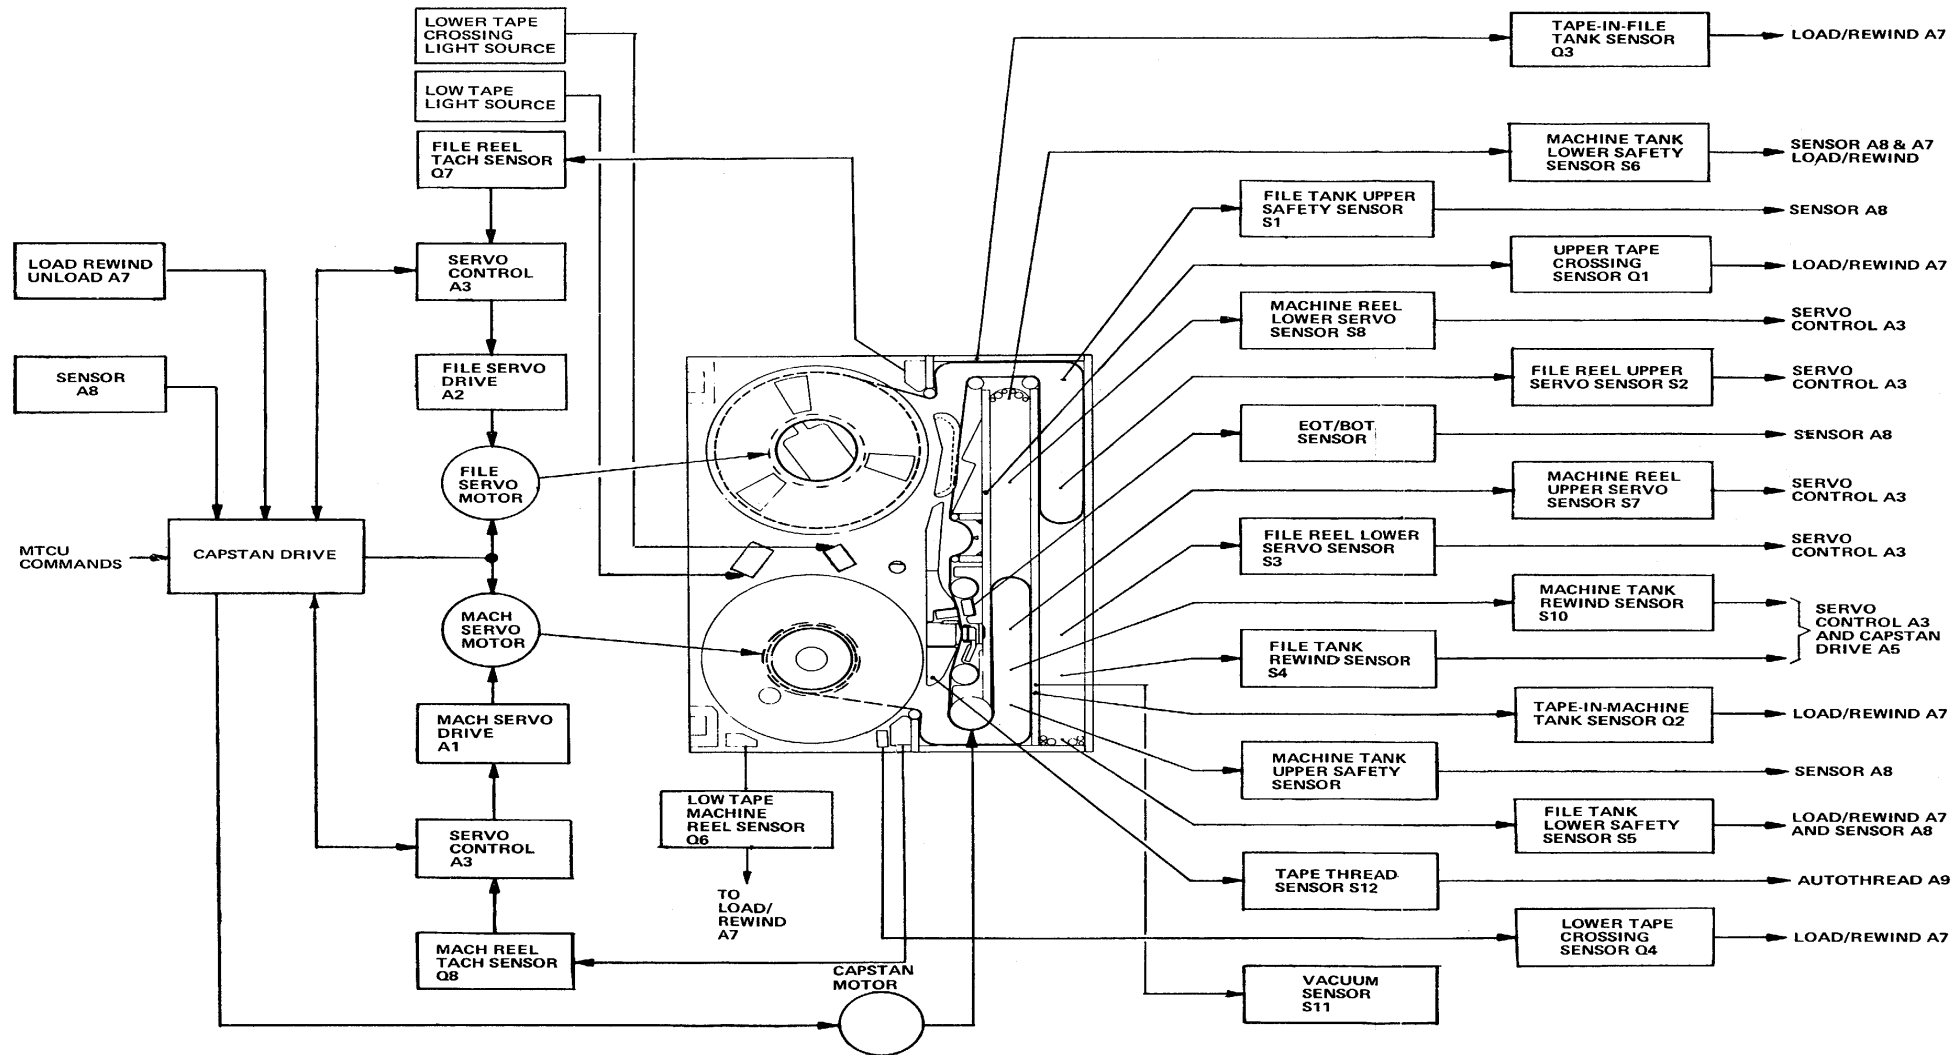 LOWER TAPE
CROSSING
LIGHT SOURCE
LOW TAPE
LIGHT SOURCE
FILE REEL
TACH SENSOR
Q7
LOAD REWIND
UNLOAD A7
SERVO
CONTROL
A3
SENSOR
A8
FILE SERVO
DRIVE
A2
FILE
SERVO
MOTOR
MTCU
COMMANDS
CAPSTAN DRIVE
MACH
SERVO
MOTOR
MACH SERVO
DRIVE
A1
SERVO
CONTROL
A3
MACH REEL
TACH SENSOR
Q8
LOW TAPE
MACHINE
REEL SENSOR
Q6
TO
LOAD/
REWIND
A7
CAPSTAN
MOTOR
TAPE-IN-FILE
TANK SENSOR
Q3
LOAD/REWIND A7
MACHINE TANK
LOWER SAFETY
SENSOR S6
SENSOR A8 & A7
LOAD/REWIND
FILE TANK UPPER
SAFETY SENSOR
S1
SENSOR A8
UPPER TAPE
CROSSING
SENSOR Q1
LOAD/REWIND A7
MACHINE REEL
LOWER SERVO
SENSOR S8
SERVO
CONTROL A3
FILE REEL UPPER
SERVO SENSOR S2
SERVO
CONTROL A3
EOT/BOT
SENSOR
SENSOR A8
MACHINE REEL
UPPER SERVO
SENSOR S7
SERVO
CONTROL A3
FILE REEL LOWER
SERVO SENSOR
S3
SERVO
CONTROL A3
MACHINE TANK
REWIND SENSOR
S10
FILE TANK
REWIND SENSOR
S4
SERVO
CONTROL A3
AND CAPSTAN
DRIVE A5
TAPE-IN-MACHINE
TANK SENSOR Q2
LOAD/REWIND A7
MACHINE TANK
UPPER SAFETY
SENSOR
SENSOR A8
FILE TANK
LOWER SAFETY
SENSOR S5
LOAD/REWIND A7
AND SENSOR A8
TAPE THREAD
SENSOR S12
AUTOTHREAD A9
LOWER TAPE
CROSSING
SENSOR Q4
LOAD/REWIND A7
VACUUM
SENSOR
S11